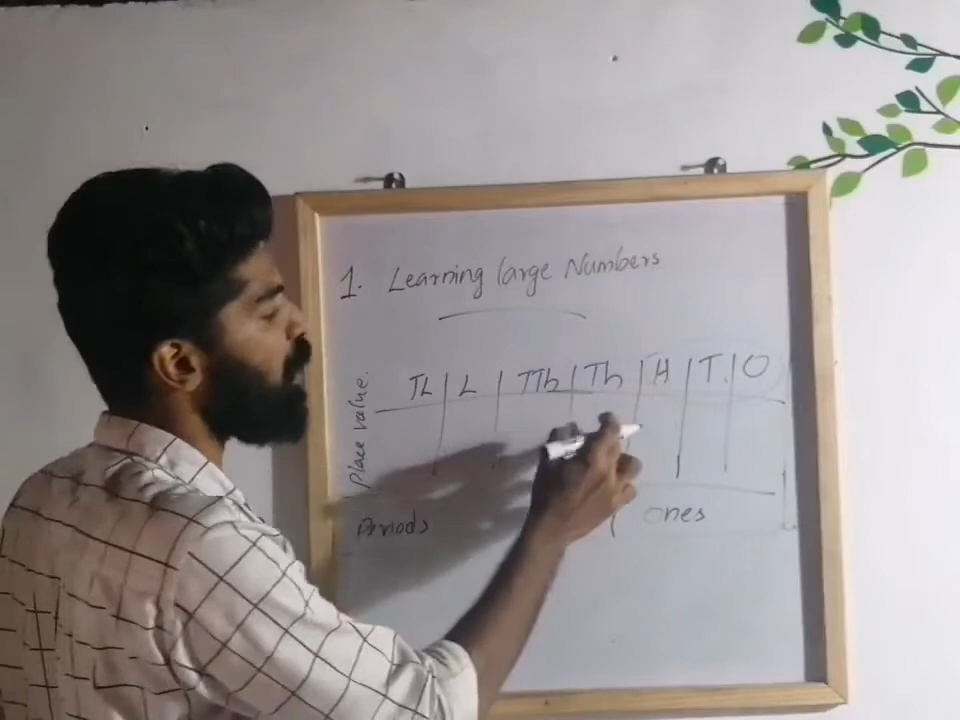 1. Learning large Numbers
Place value.
TL | L | TTh | Th | H | T. | O
Periods ones